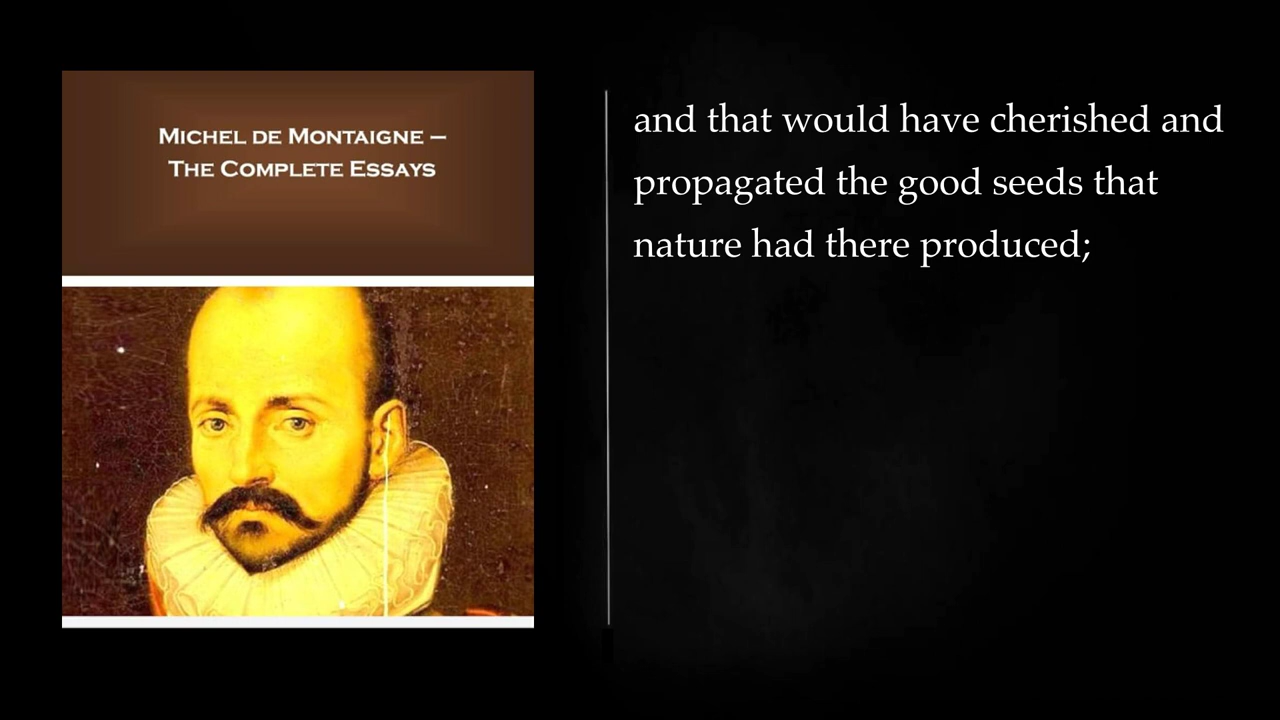 MICHEL DE MONTAIGNE –
THE COMPLETE ESSAYS
and that would have cherished and
propagated the good seeds that
nature had there produced;